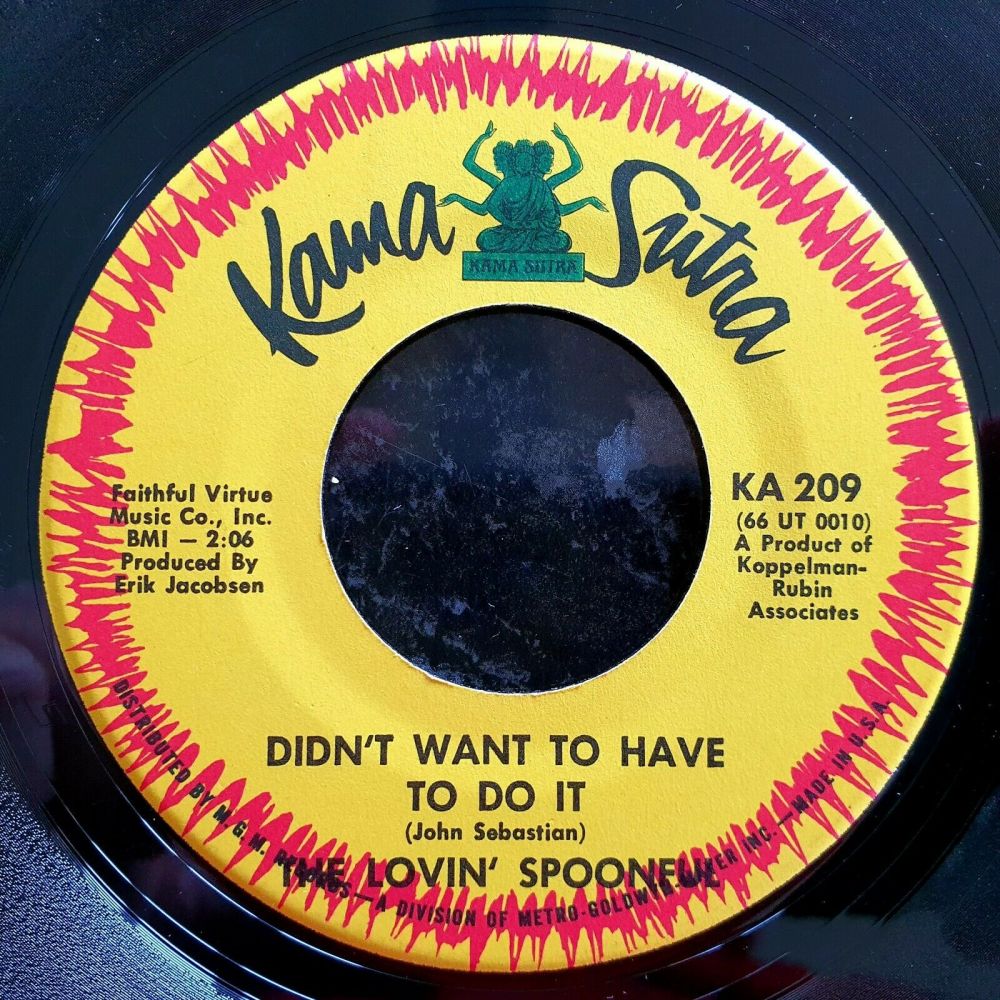 Kama Sutra
KAMA SUTRA
Faithful Virtue
Music Co., Inc.
BMI — 2:06
Produced By
Erik Jacobsen
KA 209
(66 UT 0010)
A Product of
Koppelman-
Rubin
Associates
DIDN'T WANT TO HAVE
TO DO IT
(John Sebastian)
THE LOVIN' SPOONFUL
DISTRIBUTED BY M.G.M. RECORDS—A DIVISION OF METRO-GOLDWYN-MAYER INC.—MADE IN U.S.A.